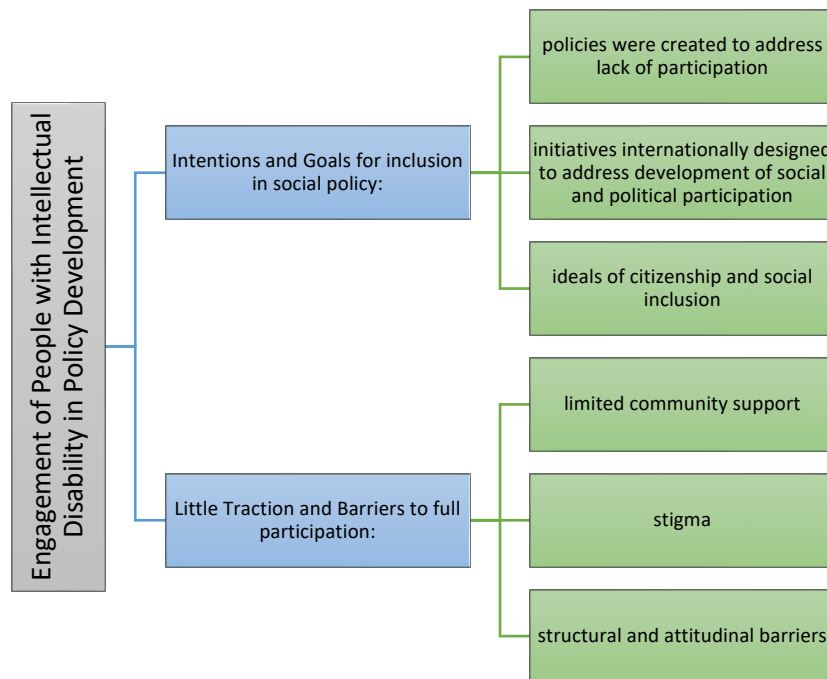 Engagement of People with Intellectual
Disability in Policy Development
Intentions and Goals for inclusion
in social policy:
policies were created to address
lack of participation
initiatives internationally designed
to address development of social
and political participation
ideals of citizenship and social
inclusion
Little Traction and Barriers to full
participation:
limited community support
stigma
structural and attitudinal barriers